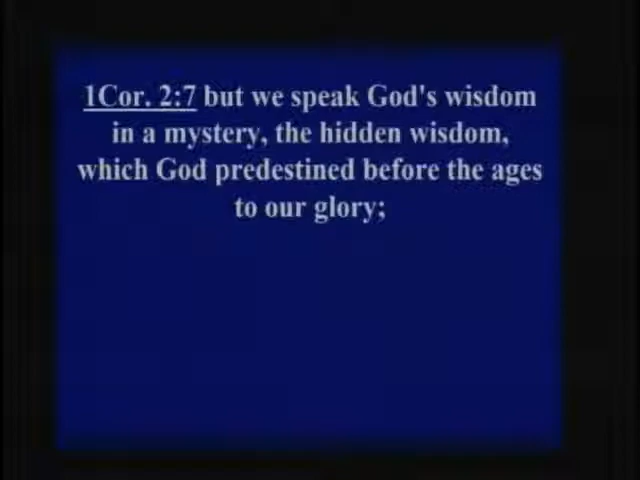 1Cor. 2:7 but we speak God's wisdom
in a mystery, the hidden wisdom,
which God predestined before the ages
to our glory;